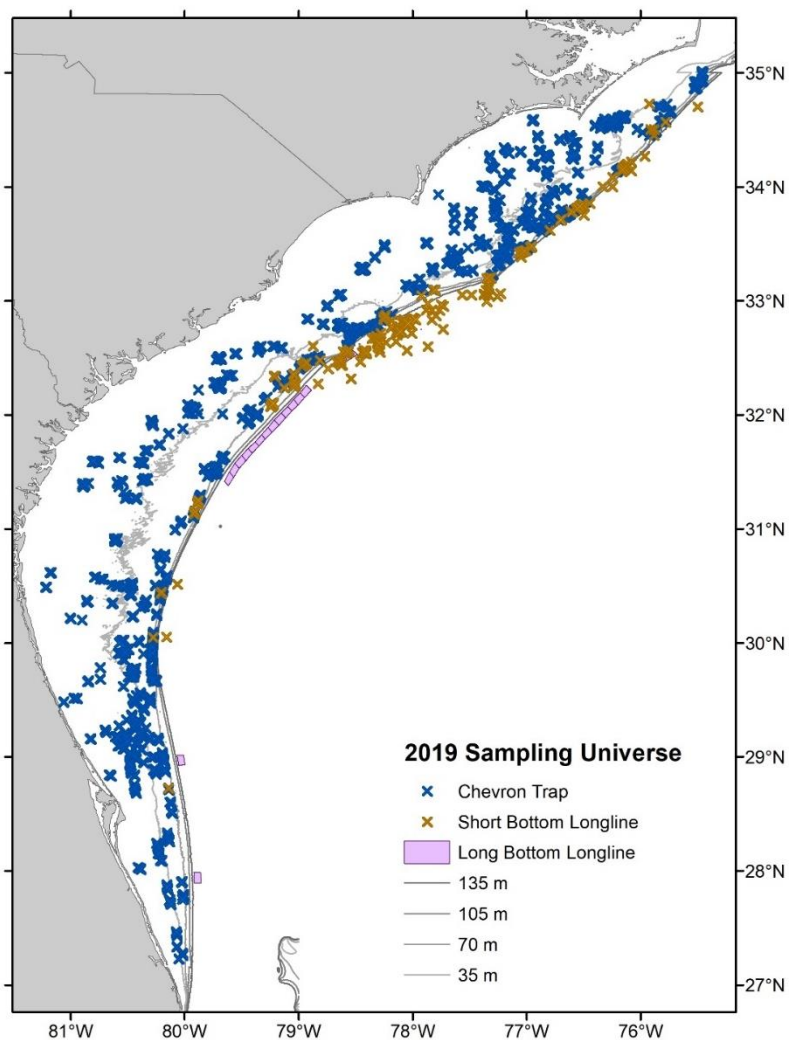 35°N
34°N
33°N
32°N
31°N
30°N
29°N
28°N
27°N
2019 Sampling Universe
Chevron Trap
Short Bottom Longline
Long Bottom Longline
135 m
105 m
70 m
35 m
81°W
80°W
79°W
78°W
77°W
76°W